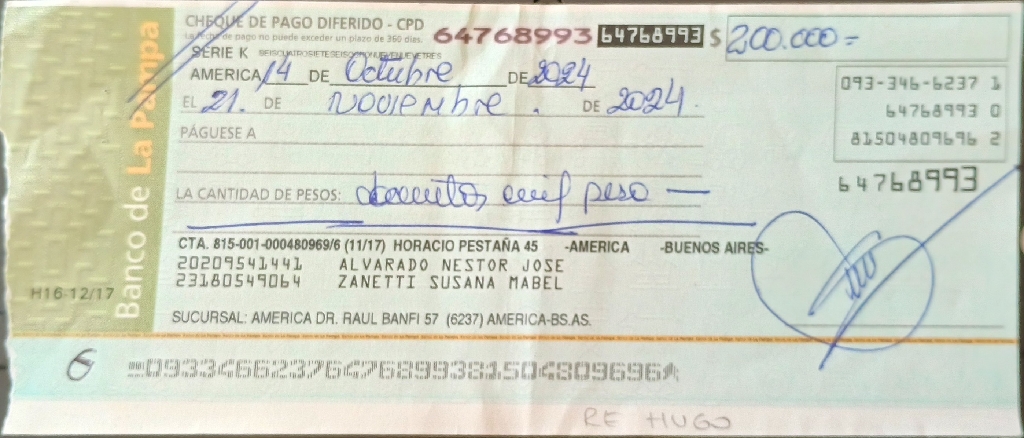 CHEQUE DE PAGO DIFERIDO - CPD
La fecha de pago no puede exceder un plazo de 360 días.
64768993 64768993 $ 200.000=
SERIE K SEISCUATROSIETESEISOCHONUEVENUEVETRES
AMERICA, 14 DE Octubre DE 2024
EL 21. DE Noviembre. DE 2024.
PÁGUESE A
LA CANTIDAD DE PESOS: doscientos mil peso —
093-346-6237 1
64768993 0
81504809696 2
64768993
CTA. 815-001-000480969/6 (11/17) HORACIO PESTAÑA 45 -AMERICA -BUENOS AIRES-
20209541441 ALVARADO NESTOR JOSE
23180549064 ZANETTI SUSANA MABEL
SUCURSAL: AMERICA DR. RAUL BANFI 57 (6237) AMERICA-BS.AS.
Banco de La Pampa
H16-12/17
09334662376476899381504809696
RE HUGO